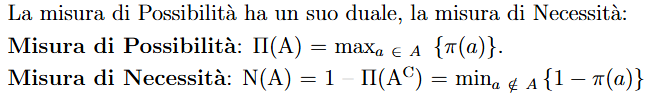 La misura di Possibilità ha un suo duale, la misura di Necessità:
Misura di Possibilità: Π(A) = max_{a ∈ A} {π(a)}.
Misura di Necessità: N(A) = 1 – Π(A^C) = min_{a ∉ A} {1 − π(a)}